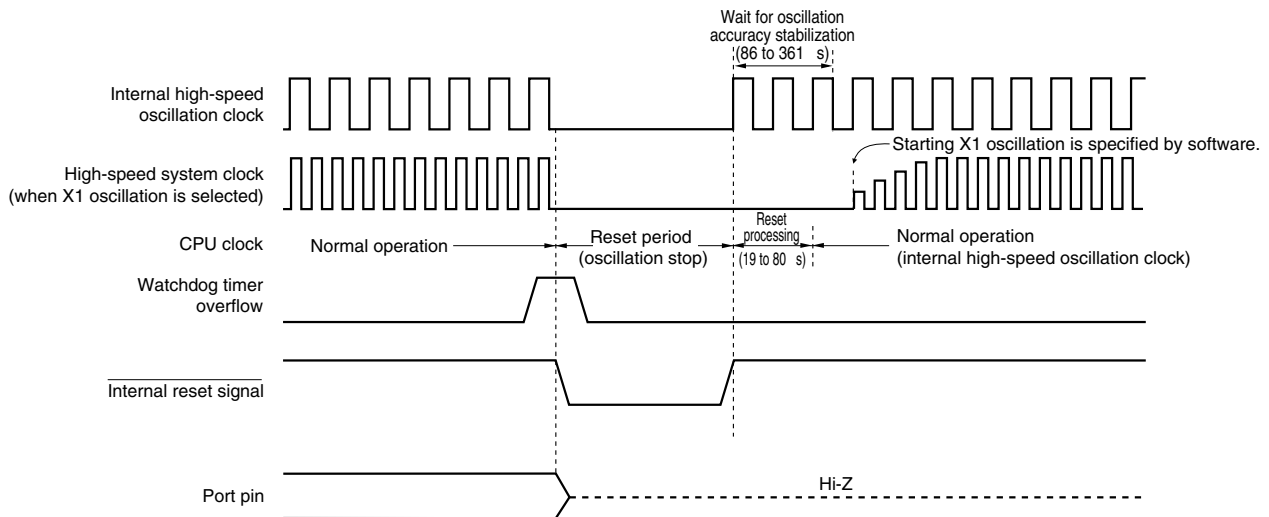 Wait for oscillation
accuracy stabilization
(86 to 361 s)
Internal high-speed
oscillation clock
Starting X1 oscillation is specified by software.
High-speed system clock
(when X1 oscillation is selected)
CPU clock
Normal operation
Reset period
(oscillation stop)
Reset
processing
(19 to 80 s)
Normal operation
(internal high-speed oscillation clock)
Watchdog timer
overflow
Internal reset signal
Port pin
Hi-Z